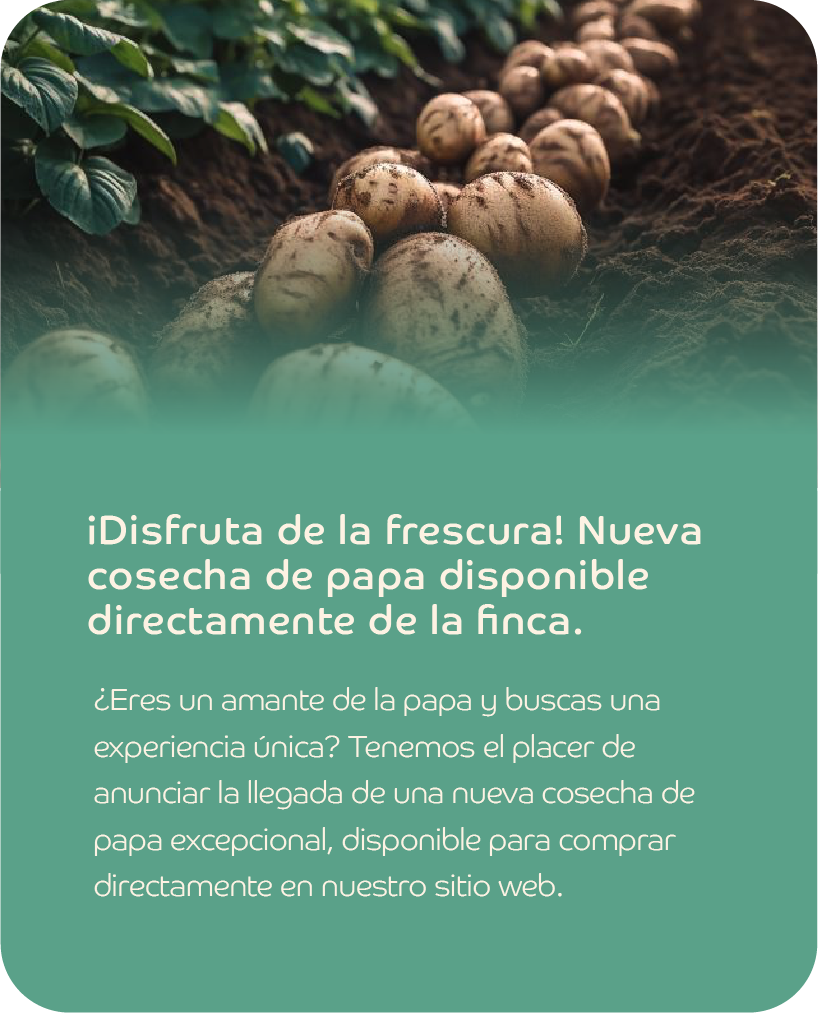 ¡Disfruta de la frescura! Nueva
cosecha de papa disponible
directamente de la finca.
¿Eres un amante de la papa y buscas una
experiencia única? Tenemos el placer de
anunciar la llegada de una nueva cosecha de
papa excepcional, disponible para comprar
directamente en nuestro sitio web.